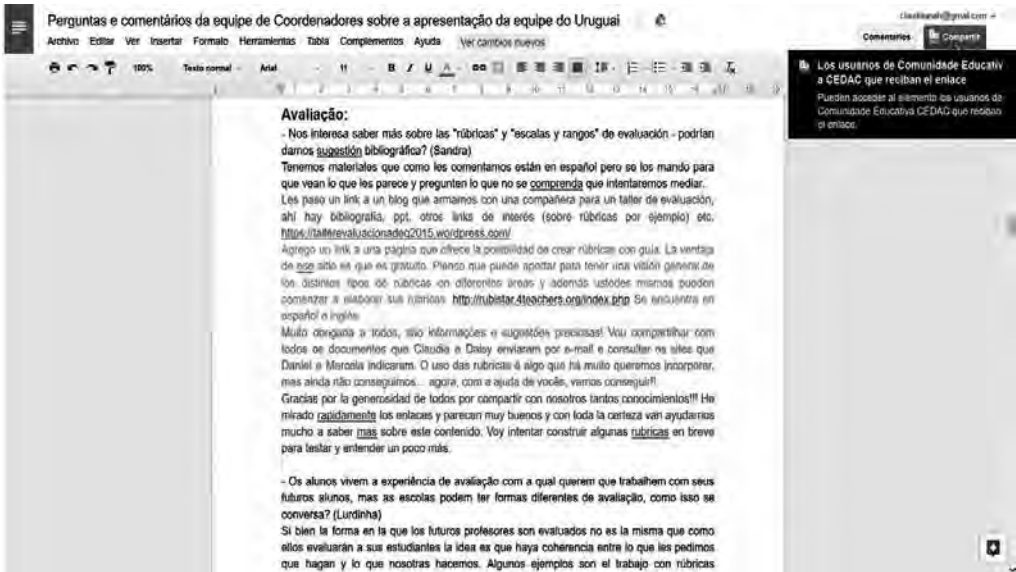 Perguntas e comentários da equipe de Coordenadores sobre a apresentação da equipe do Uruguai
Archivo Editar Ver Insertar Formato Herramientas Tabla Complementos Ayuda Ver cambios nuevos
Comentarios Compartir
100% Texto normal Arial 11 B I U A
Los usuarios de Comunidade Educativ
a CEDAC que reciban el enlace
Pueden acceder al elemento los usuarios de
Comunidade Educativa CEDAC que reciban
el enlace.
Avaliação:
- Nos interesa saber más sobre las "rúbricas" y "escalas y rangos" de evaluación - podrían
darnos sugestión bibliográfica? (Sandra)
Tenemos materiales que como les comentamos están en español pero se los mando para
que vean lo que les parece y pregunten lo que no se comprenda que intentaremos mediar.
Les paso un link a un blog que armamos con una compañera para un taller de evaluación,
ahí hay bibliografía, ppt, otros links de interés (sobre rúbricas por ejemplo) etc.
https://tallerevaluacionadeq2015.wordpress.com/
Agrego un link a una página que ofrece la posibilidad de crear rúbricas con guía. La ventaja
de ese sitio es que es gratuito. Pienso que puede aportar para tener una visión general de
los distintos tipos de rúbricas en diferentes áreas y además ustedes mismos pueden
comenzar a elaborar sus rúbricas. http://rubistar.4teachers.org/index.php Se encuentra en
español e inglés.
Muito obrigada a todos, são informações e sugestões preciosas! Vou compartilhar com
todos os documentos que Claudia e Daisy enviaram por e-mail e consultar os sites que
Daniel e Marcela indicaram. O uso das rubricas é algo que há muito queremos incorporar,
mas ainda não conseguimos... agora, com a ajuda de vocês, vamos conseguir!!
Gracias por la generosidad de todos por compartir con nosotros tantos conocimientos!!! He
mirado rapidamente los enlaces y parecan muy buenos y con toda la certeza van ayudarnos
mucho a saber mas sobre este contenido. Voy intentar construir algunas rubricas en breve
para testar y entender un poco más.
- Os alunos vivem a experiência de avaliação com a qual querem que trabalhem com seus
futuros alunos, mas as escolas podem ter formas diferentes de avaliação, como isso se
conversa? (Lurdinha)
Si bien la forma en la que los futuros profesores son evaluados no es la misma que como
ellos evaluarán a sus estudiantes la idea es que haya coherencia entre lo que les pedimos
que hagan y lo que nosotras hacemos. Algunos ejemplos son el trabajo con rúbricas